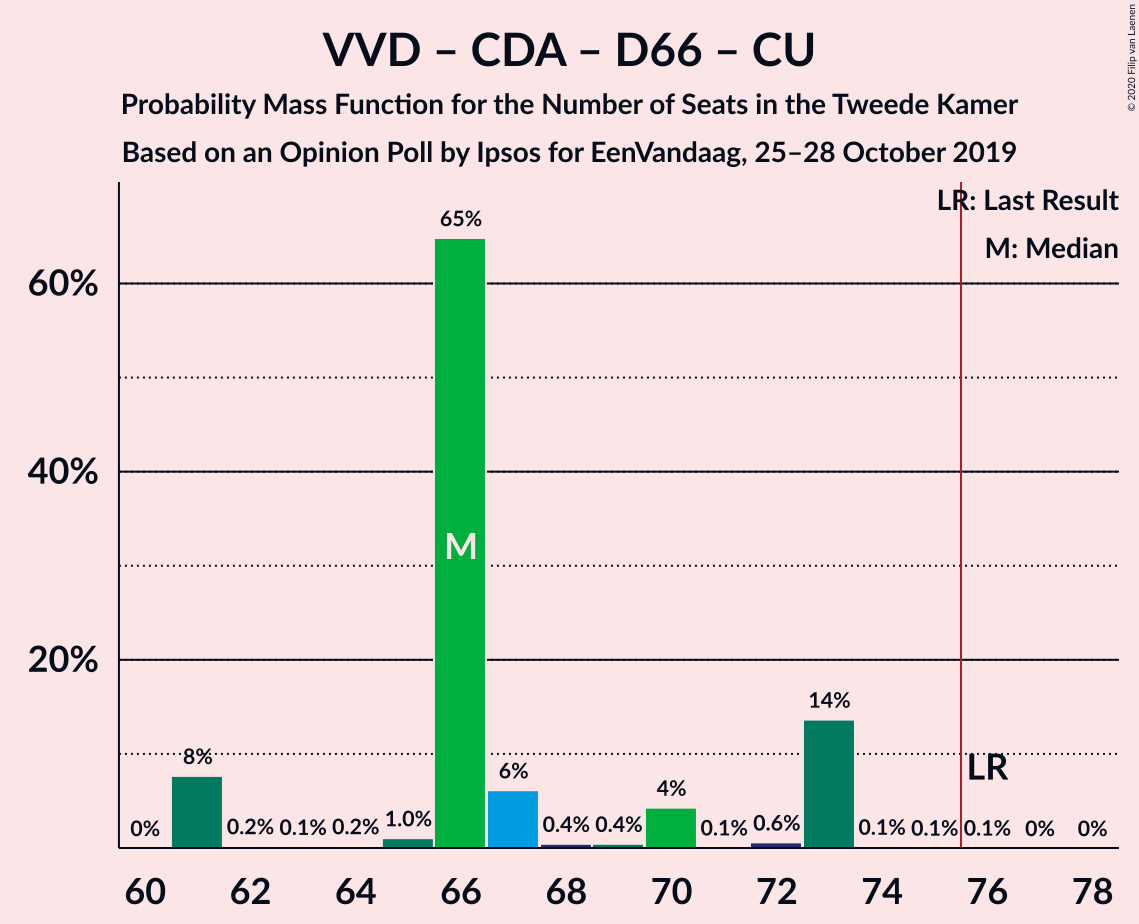 VVD – CDA – D66 – CU
Probability Mass Function for the Number of Seats in the Tweede Kamer
Based on an Opinion Poll by Ipsos for EenVandaag, 25–28 October 2019
© 2020 Filip van Laenen
LR: Last Result
M: Median
60%
40%
20%
0%
8%
0.2%
0.1%
0.2%
1.0%
65%
M
6%
0.4%
0.4%
4%
0.1%
0.6%
14%
0.1%
0.1%
0.1%
0%
0%
LR
60 62 64 66 68 70 72 74 76 78